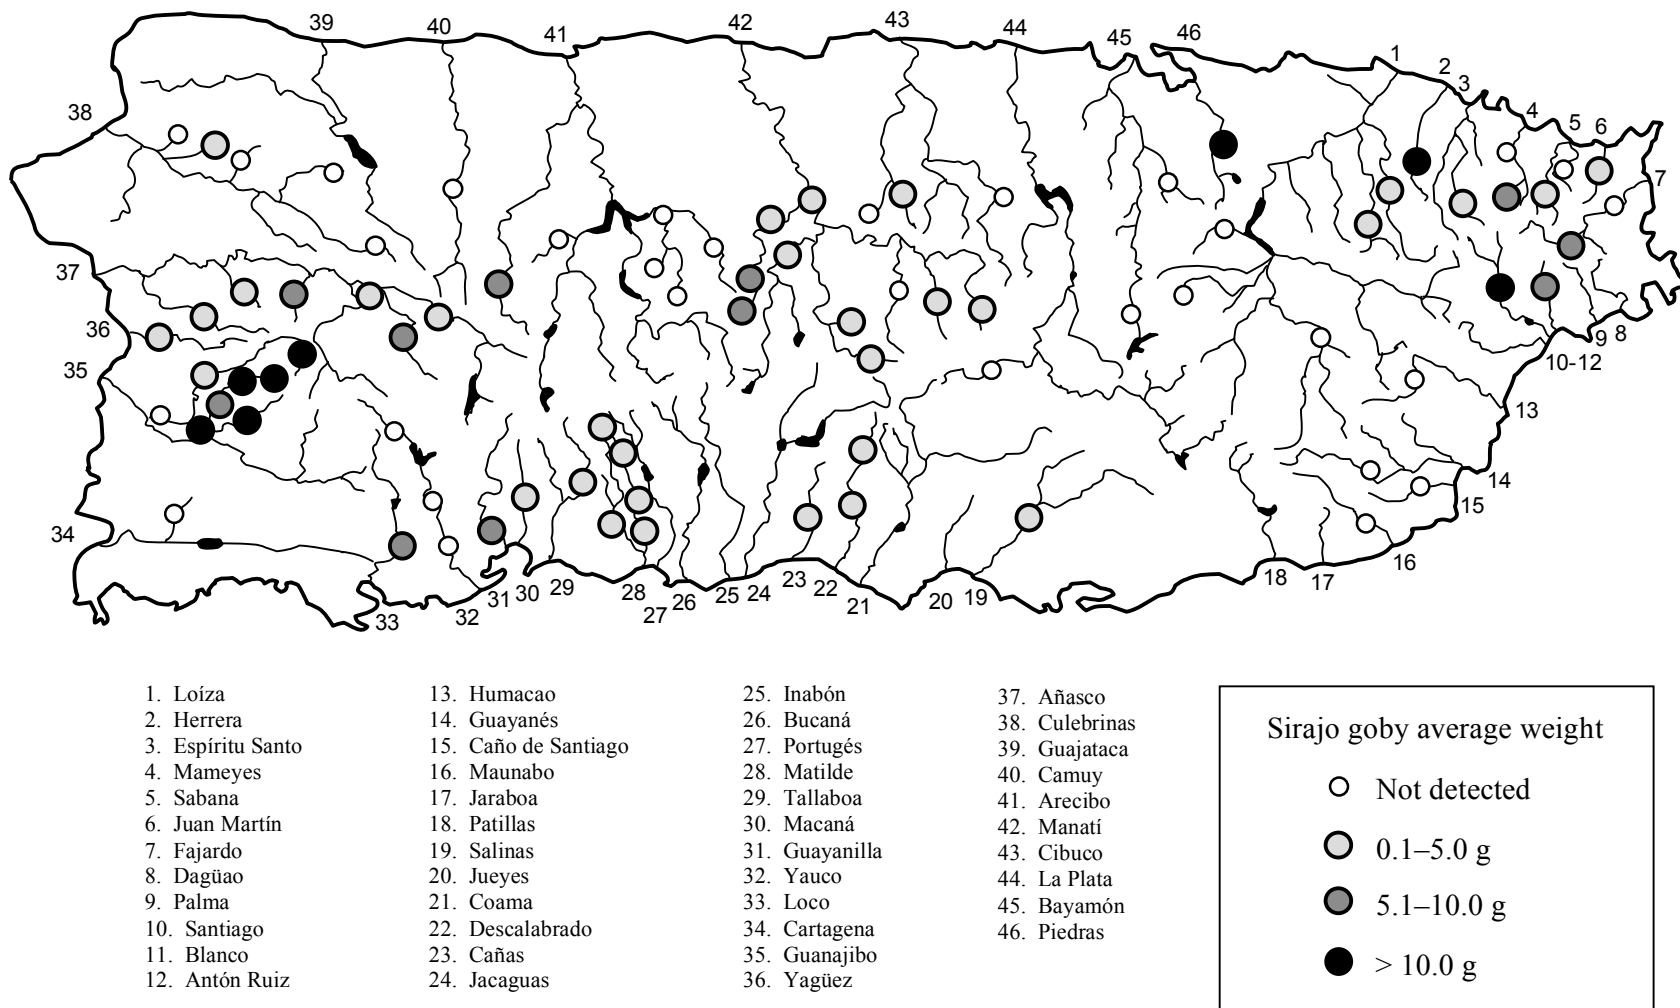 39
40
41
42
43
44
45
46
1
2
3
4
5
6
7
38
37
36
35
34
33
32
31
30
29
28
27
26
25
24
23
22
21
20
19
18
17
16
15
14
13
10-12
9
8
1. Loíza
2. Herrera
3. Espíritu Santo
4. Mameyes
5. Sabana
6. Juan Martín
7. Fajardo
8. Dagüao
9. Palma
10. Santiago
11. Blanco
12. Antón Ruiz
13. Humacao
14. Guayanés
15. Caño de Santiago
16. Maunabo
17. Jaraboa
18. Patillas
19. Salinas
20. Jueyes
21. Coama
22. Descalabrado
23. Cañas
24. Jacaguas
25. Inabón
26. Bucaná
27. Portugés
28. Matilde
29. Tallaboa
30. Macaná
31. Guayanilla
32. Yauco
33. Loco
34. Cartagena
35. Guanajibo
36. Yagüez
37. Añasco
38. Culebrinas
39. Guajataca
40. Camuy
41. Arecibo
42. Manatí
43. Cibuco
44. La Plata
45. Bayamón
46. Piedras
Sirajo goby average weight
Not detected
0.1–5.0 g
5.1–10.0 g
> 10.0 g